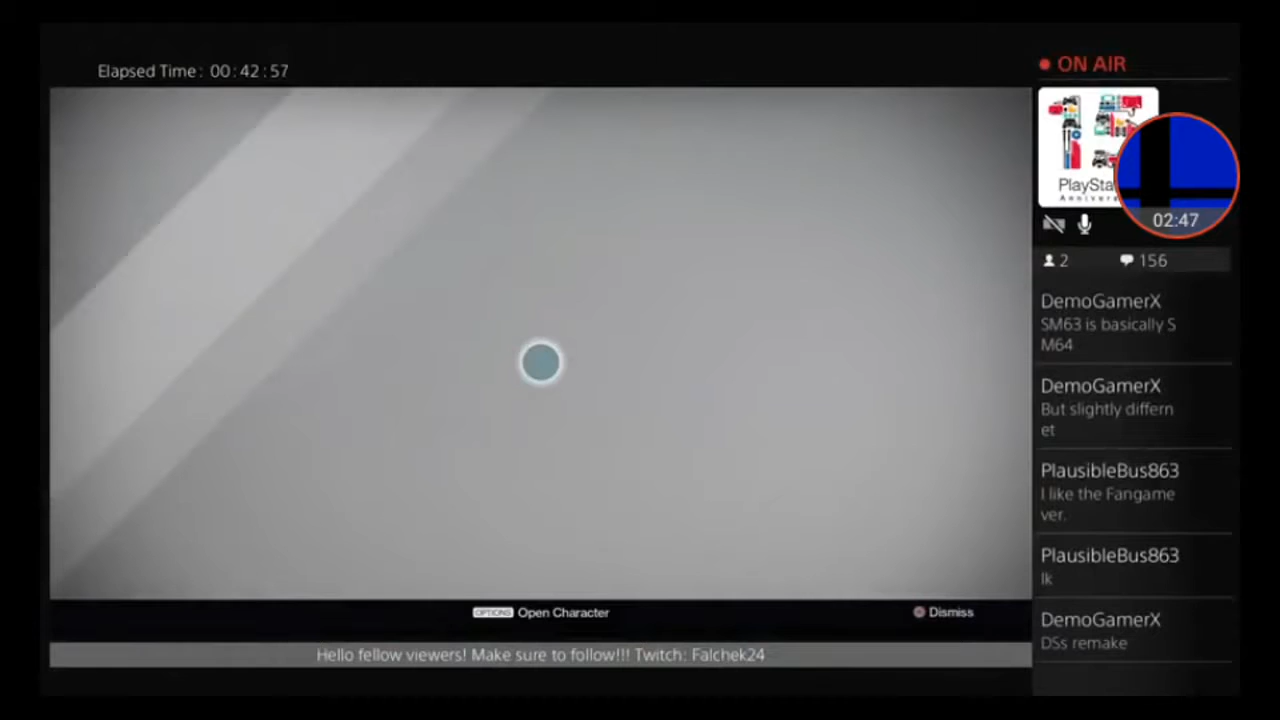 Elapsed Time: 00:42:57
ON AIR
PlaySta
Anniver
02:47
2
156
DemoGamerX
SM63 is basically S
M64
DemoGamerX
But slightly differn
et
PlausibleBus863
I like the Fangame
ver.
PlausibleBus863
Ik
DemoGamerX
DSs remake
OPTIONS Open Character
Dismiss
Hello fellow viewers! Make sure to follow!!! Twitch: Falchek24